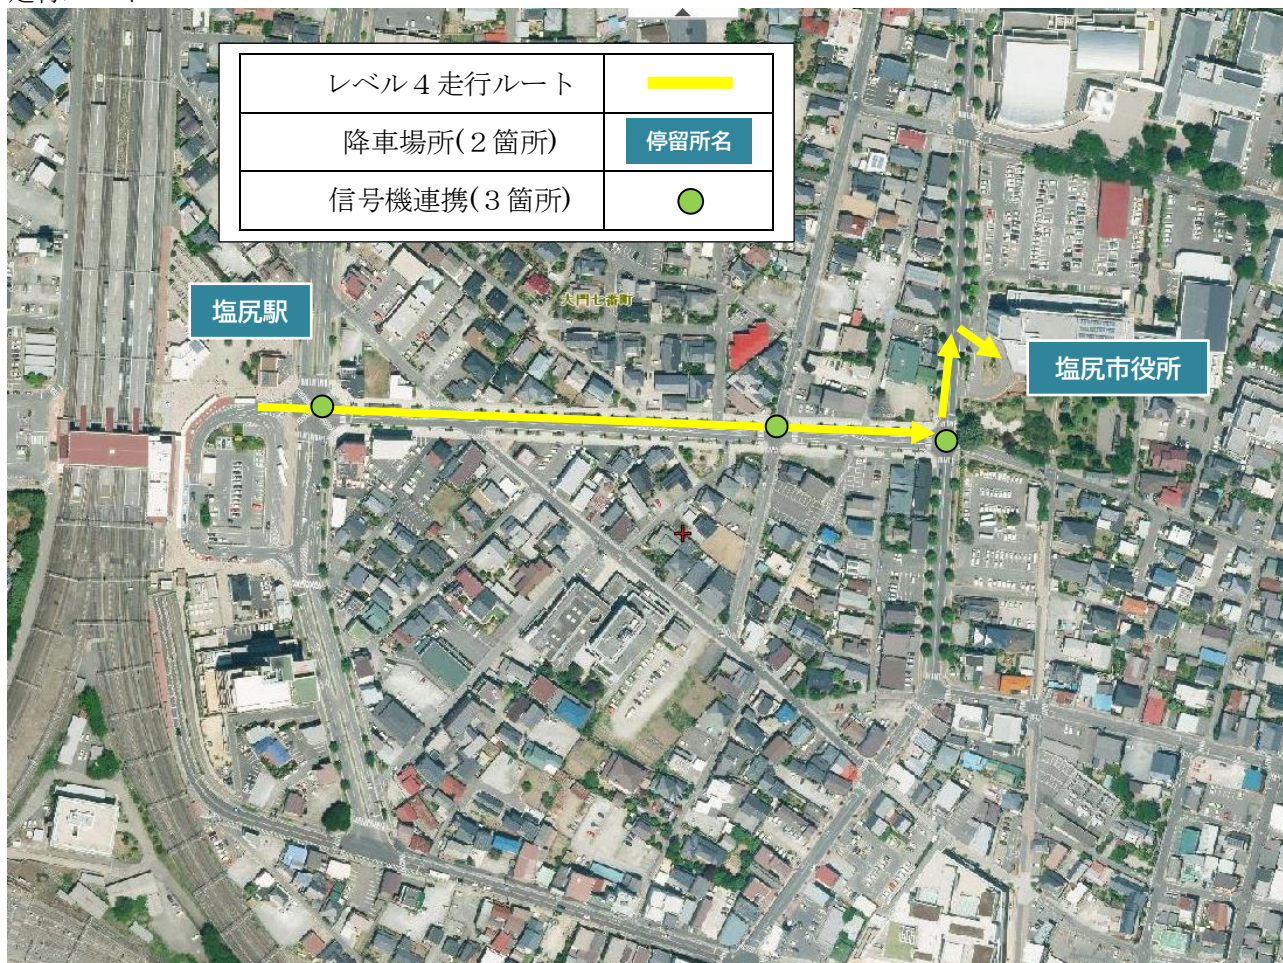 レベル４走行ルート
降車場所(２箇所)
停留所名
信号機連携(３箇所)
塩尻駅
大門七番町
塩尻市役所